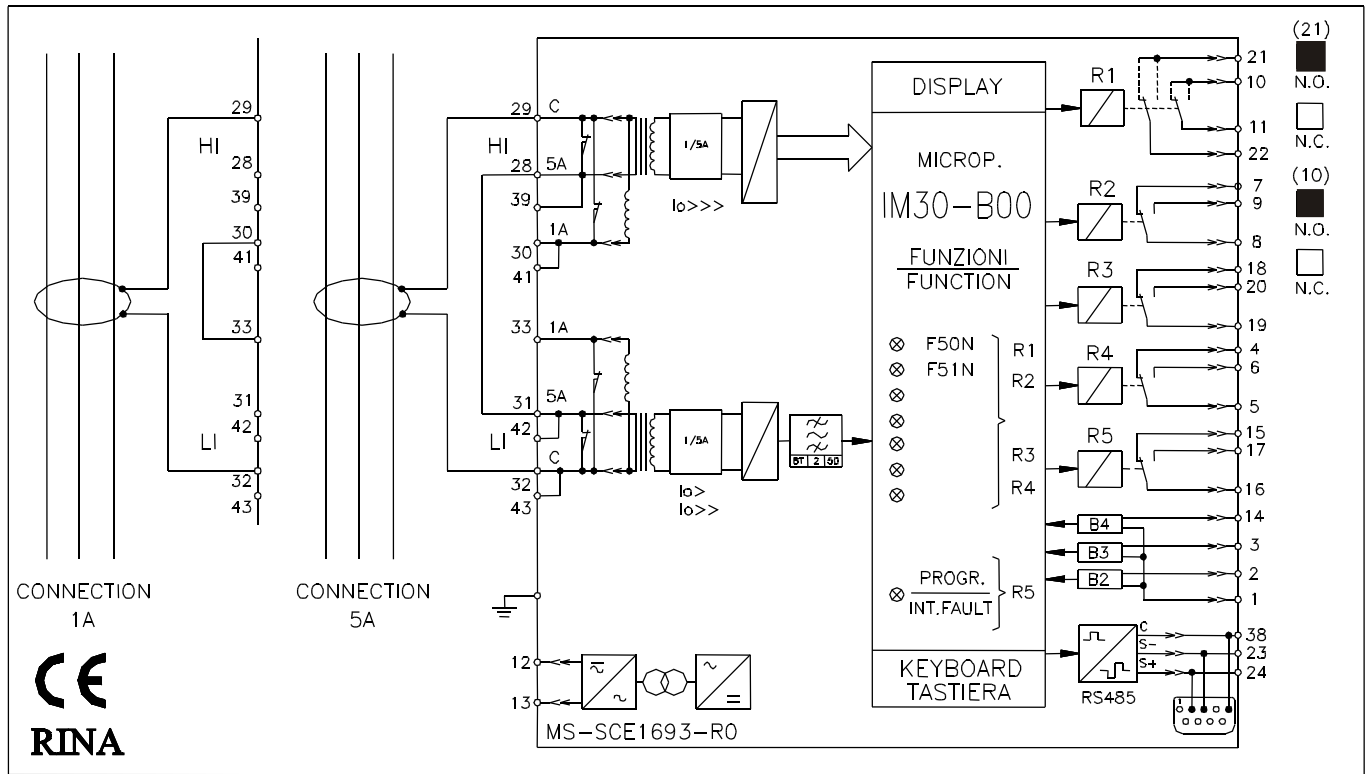 29
HI
28
39
30
41
33
31
42
LI
32
43
CONNECTION
1A
CONNECTION
5A
CE
RINA
29
C
HI
28
5A
39
1A
30
41
1/5A
Io>>>
33
1A
31
5A
42
LI
C
32
43
1/5A
Io>
Io>>
BT 2 5D
12
13
MS-SCE1693-R0
DISPLAY
MICROP.
IM30-B00
FUNZIONI
FUNCTION
F50N
F51N
R1
R2
R3
R4
PROGR.
INT.FAULT
R5
KEYBOARD
TASTIERA
R1
21
10
11
22
R2
7
9
8
R3
18
20
19
R4
4
6
5
R5
15
17
16
B4
14
B3
3
B2
2
1
C
38
S-
23
S+
24
RS485
1
(21)
N.O.
N.C.
(10)
N.O.
N.C.